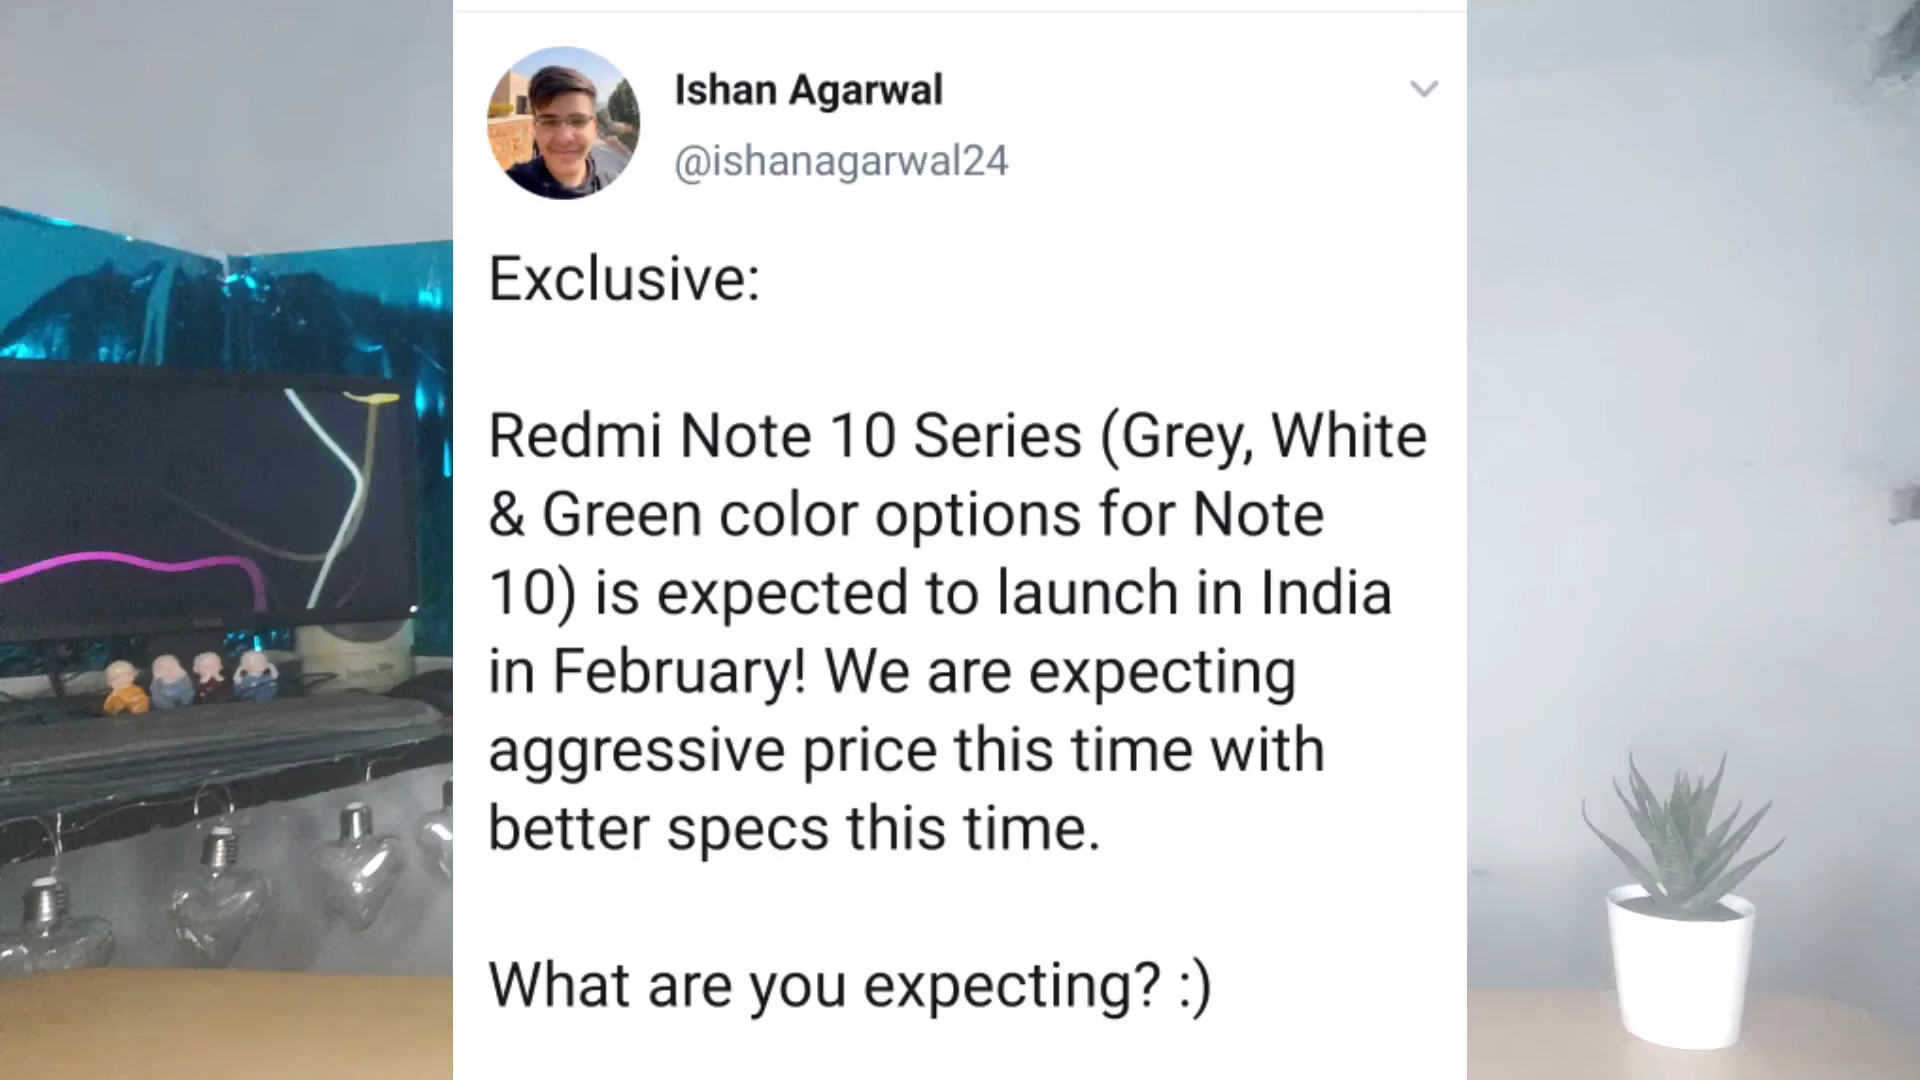 Ishan Agarwal
@ishanagarwal24
Exclusive:
Redmi Note 10 Series (Grey, White
& Green color options for Note
10) is expected to launch in India
in February! We are expecting
aggressive price this time with
better specs this time.
What are you expecting? :)